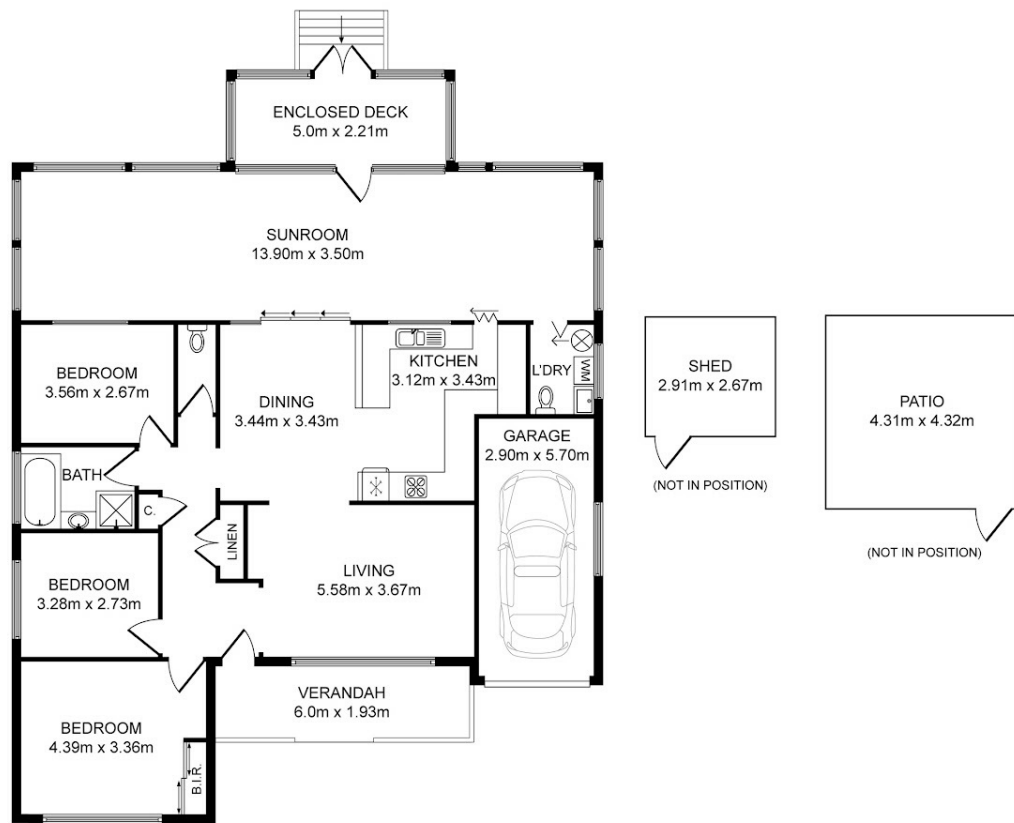 ENCLOSED DECK
5.0m x 2.21m
SUNROOM
13.90m x 3.50m
BEDROOM
3.56m x 2.67m
DINING
3.44m x 3.43m
KITCHEN
3.12m x 3.43m
L'DRY
WM
SHED
2.91m x 2.67m
(NOT IN POSITION)
PATIO
4.31m x 4.32m
(NOT IN POSITION)
GARAGE
2.90m x 5.70m
BATH
C.
LINEN
BEDROOM
3.28m x 2.73m
LIVING
5.58m x 3.67m
VERANDAH
6.0m x 1.93m
BEDROOM
4.39m x 3.36m
B.I.R.